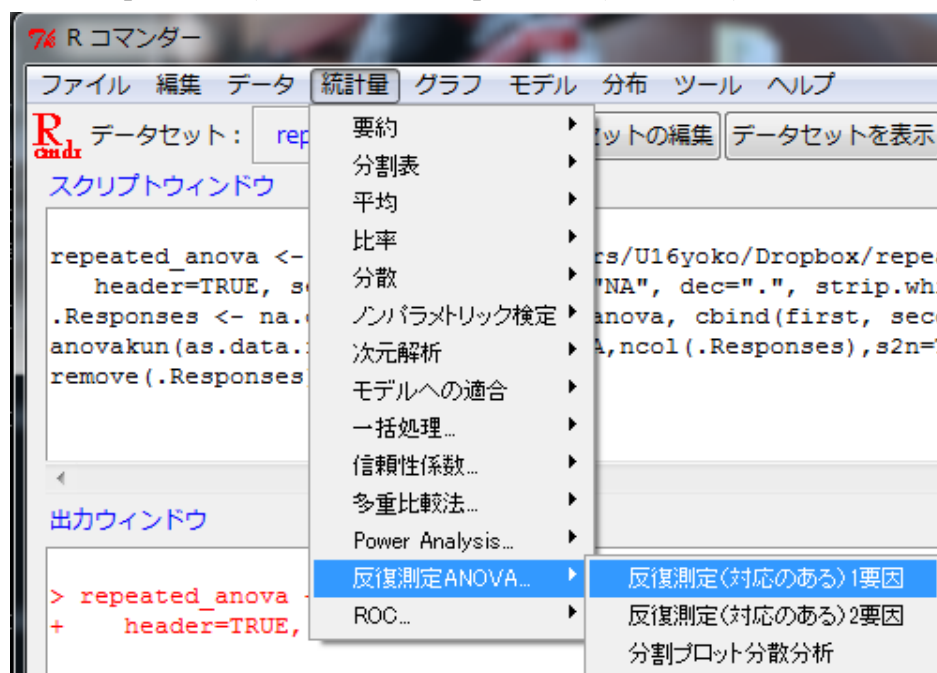 R コマンダー
ファイル 編集 データ 統計量 グラフ モデル 分布 ツール ヘルプ
Rcmdr データセット： rep ットの編集 データセットを表示
スクリプトウィンドウ
要約
分割表
平均
比率
分散
ノンパラメトリック検定
次元解析
モデルへの適合
一括処理...
信頼性係数...
多重比較法...
Power Analysis...
反復測定ANOVA...
ROC...
反復測定(対応のある)1要因
反復測定(対応のある)2要因
分割プロット分散分析
repeated_anova <- rs/U16yoko/Dropbox/repea
header=TRUE, s "NA", dec=".", strip.whi
.Responses <- na. anova, cbind(first, sec
anovakun(as.data. A,ncol(.Responses),s2n=
remove(.Responses
出力ウィンドウ
> repeated_anova
+ header=TRUE,